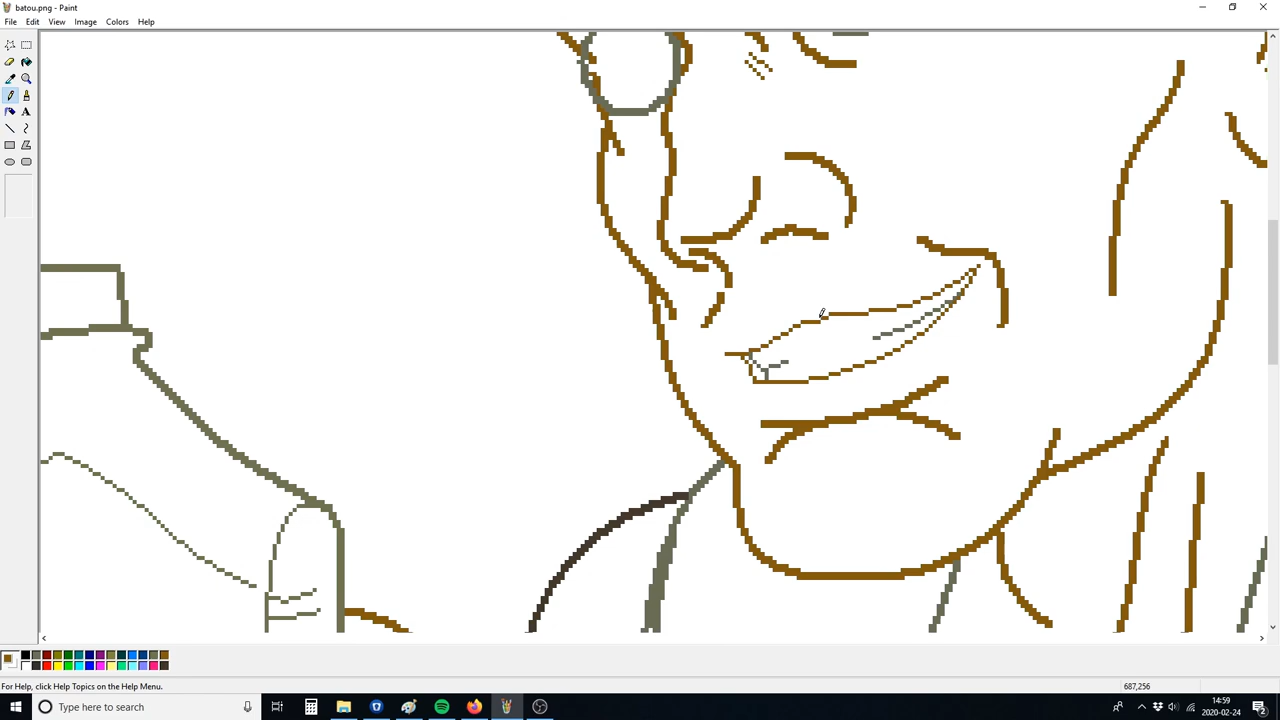 batou.png - Paint
File Edit View Image Colors Help
A
For Help, click Help Topics on the Help Menu.
687,256
Type here to search
14:59
2020-02-24
2